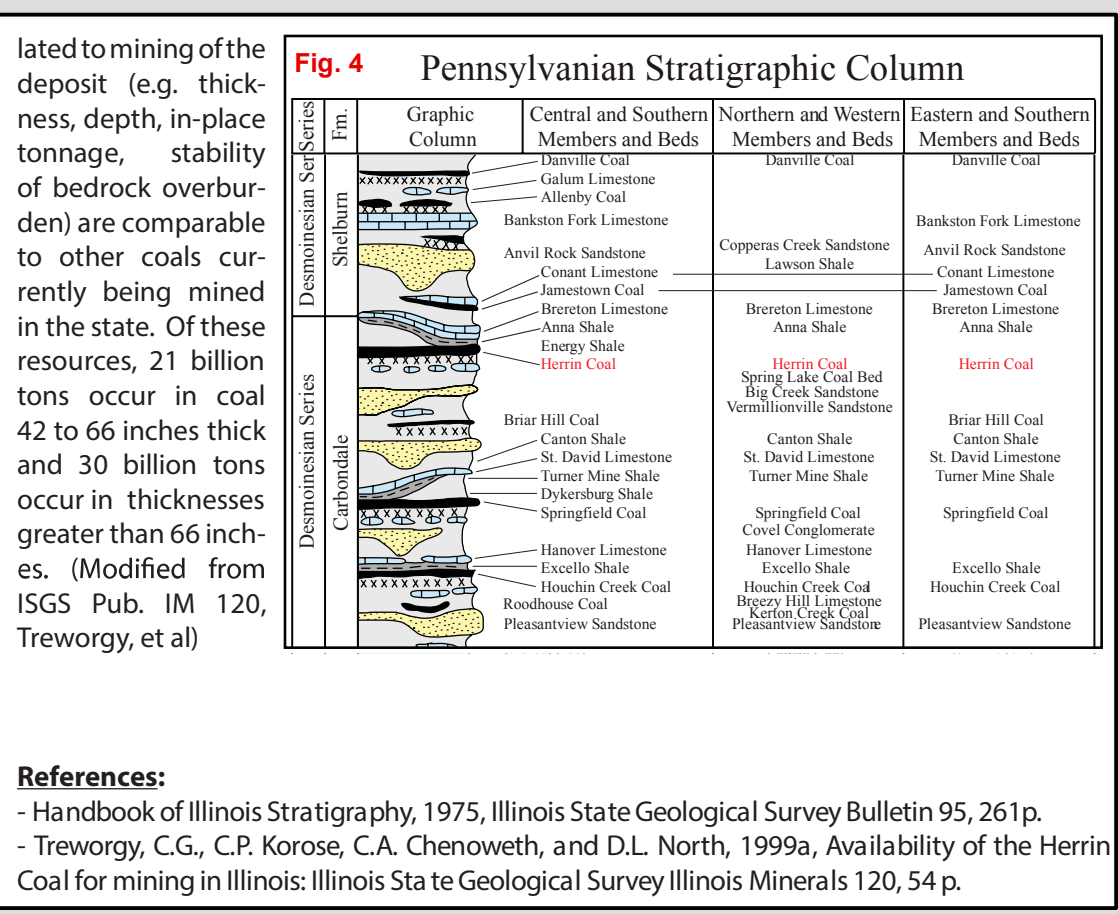 lated to mining of the
deposit (e.g. thick-
ness, depth, in-place
tonnage, stability
of bedrock overbur-
den) are comparable
to other coals cur-
rently being mined
in the state. Of these
resources, 21 billion
tons occur in coal
42 to 66 inches thick
and 30 billion tons
occur in thicknesses
greater than 66 inch-
es. (Modified from
ISGS Pub. IM 120,
Treworgy, et al)
Fig. 4
Pennsylvanian Stratigraphic Column
Series
Fm.
Graphic
Column
Central and Southern
Members and Beds
Northern and Western
Members and Beds
Eastern and Southern
Members and Beds
Desmoinesian Ser
Shelburn
Desmoinesian Series
Carbondale
Danville Coal
Galum Limestone
Allenby Coal
Bankston Fork Limestone
Anvil Rock Sandstone
Conant Limestone
Jamestown Coal
Brereton Limestone
Anna Shale
Energy Shale
Herrin Coal
Briar Hill Coal
Canton Shale
St. David Limestone
Turner Mine Shale
Dykersburg Shale
Springfield Coal
Hanover Limestone
Excello Shale
Houchin Creek Coal
Roodhouse Coal
Pleasantview Sandstone
Danville Coal
Copperas Creek Sandstone
Lawson Shale
Brereton Limestone
Anna Shale
Herrin Coal
Spring Lake Coal Bed
Big Creek Sandstone
Vermillionville Sandstone
Canton Shale
St. David Limestone
Turner Mine Shale
Springfield Coal
Covel Conglomerate
Hanover Limestone
Excello Shale
Houchin Creek Coal
Breezy Hill Limestone
Kerton Creek Coal
Pleasantview Sandstone
Danville Coal
Bankston Fork Limestone
Anvil Rock Sandstone
Conant Limestone
Jamestown Coal
Brereton Limestone
Anna Shale
Herrin Coal
Briar Hill Coal
Canton Shale
St. David Limestone
Turner Mine Shale
Springfield Coal
Excello Shale
Houchin Creek Coal
Pleasantview Sandstone
References:
- Handbook of Illinois Stratigraphy, 1975, Illinois State Geological Survey Bulletin 95, 261p.
- Treworgy, C.G., C.P. Korose, C.A. Chenoweth, and D.L. North, 1999a, Availability of the Herrin
Coal for mining in Illinois: Illinois State Geological Survey Illinois Minerals 120, 54 p.